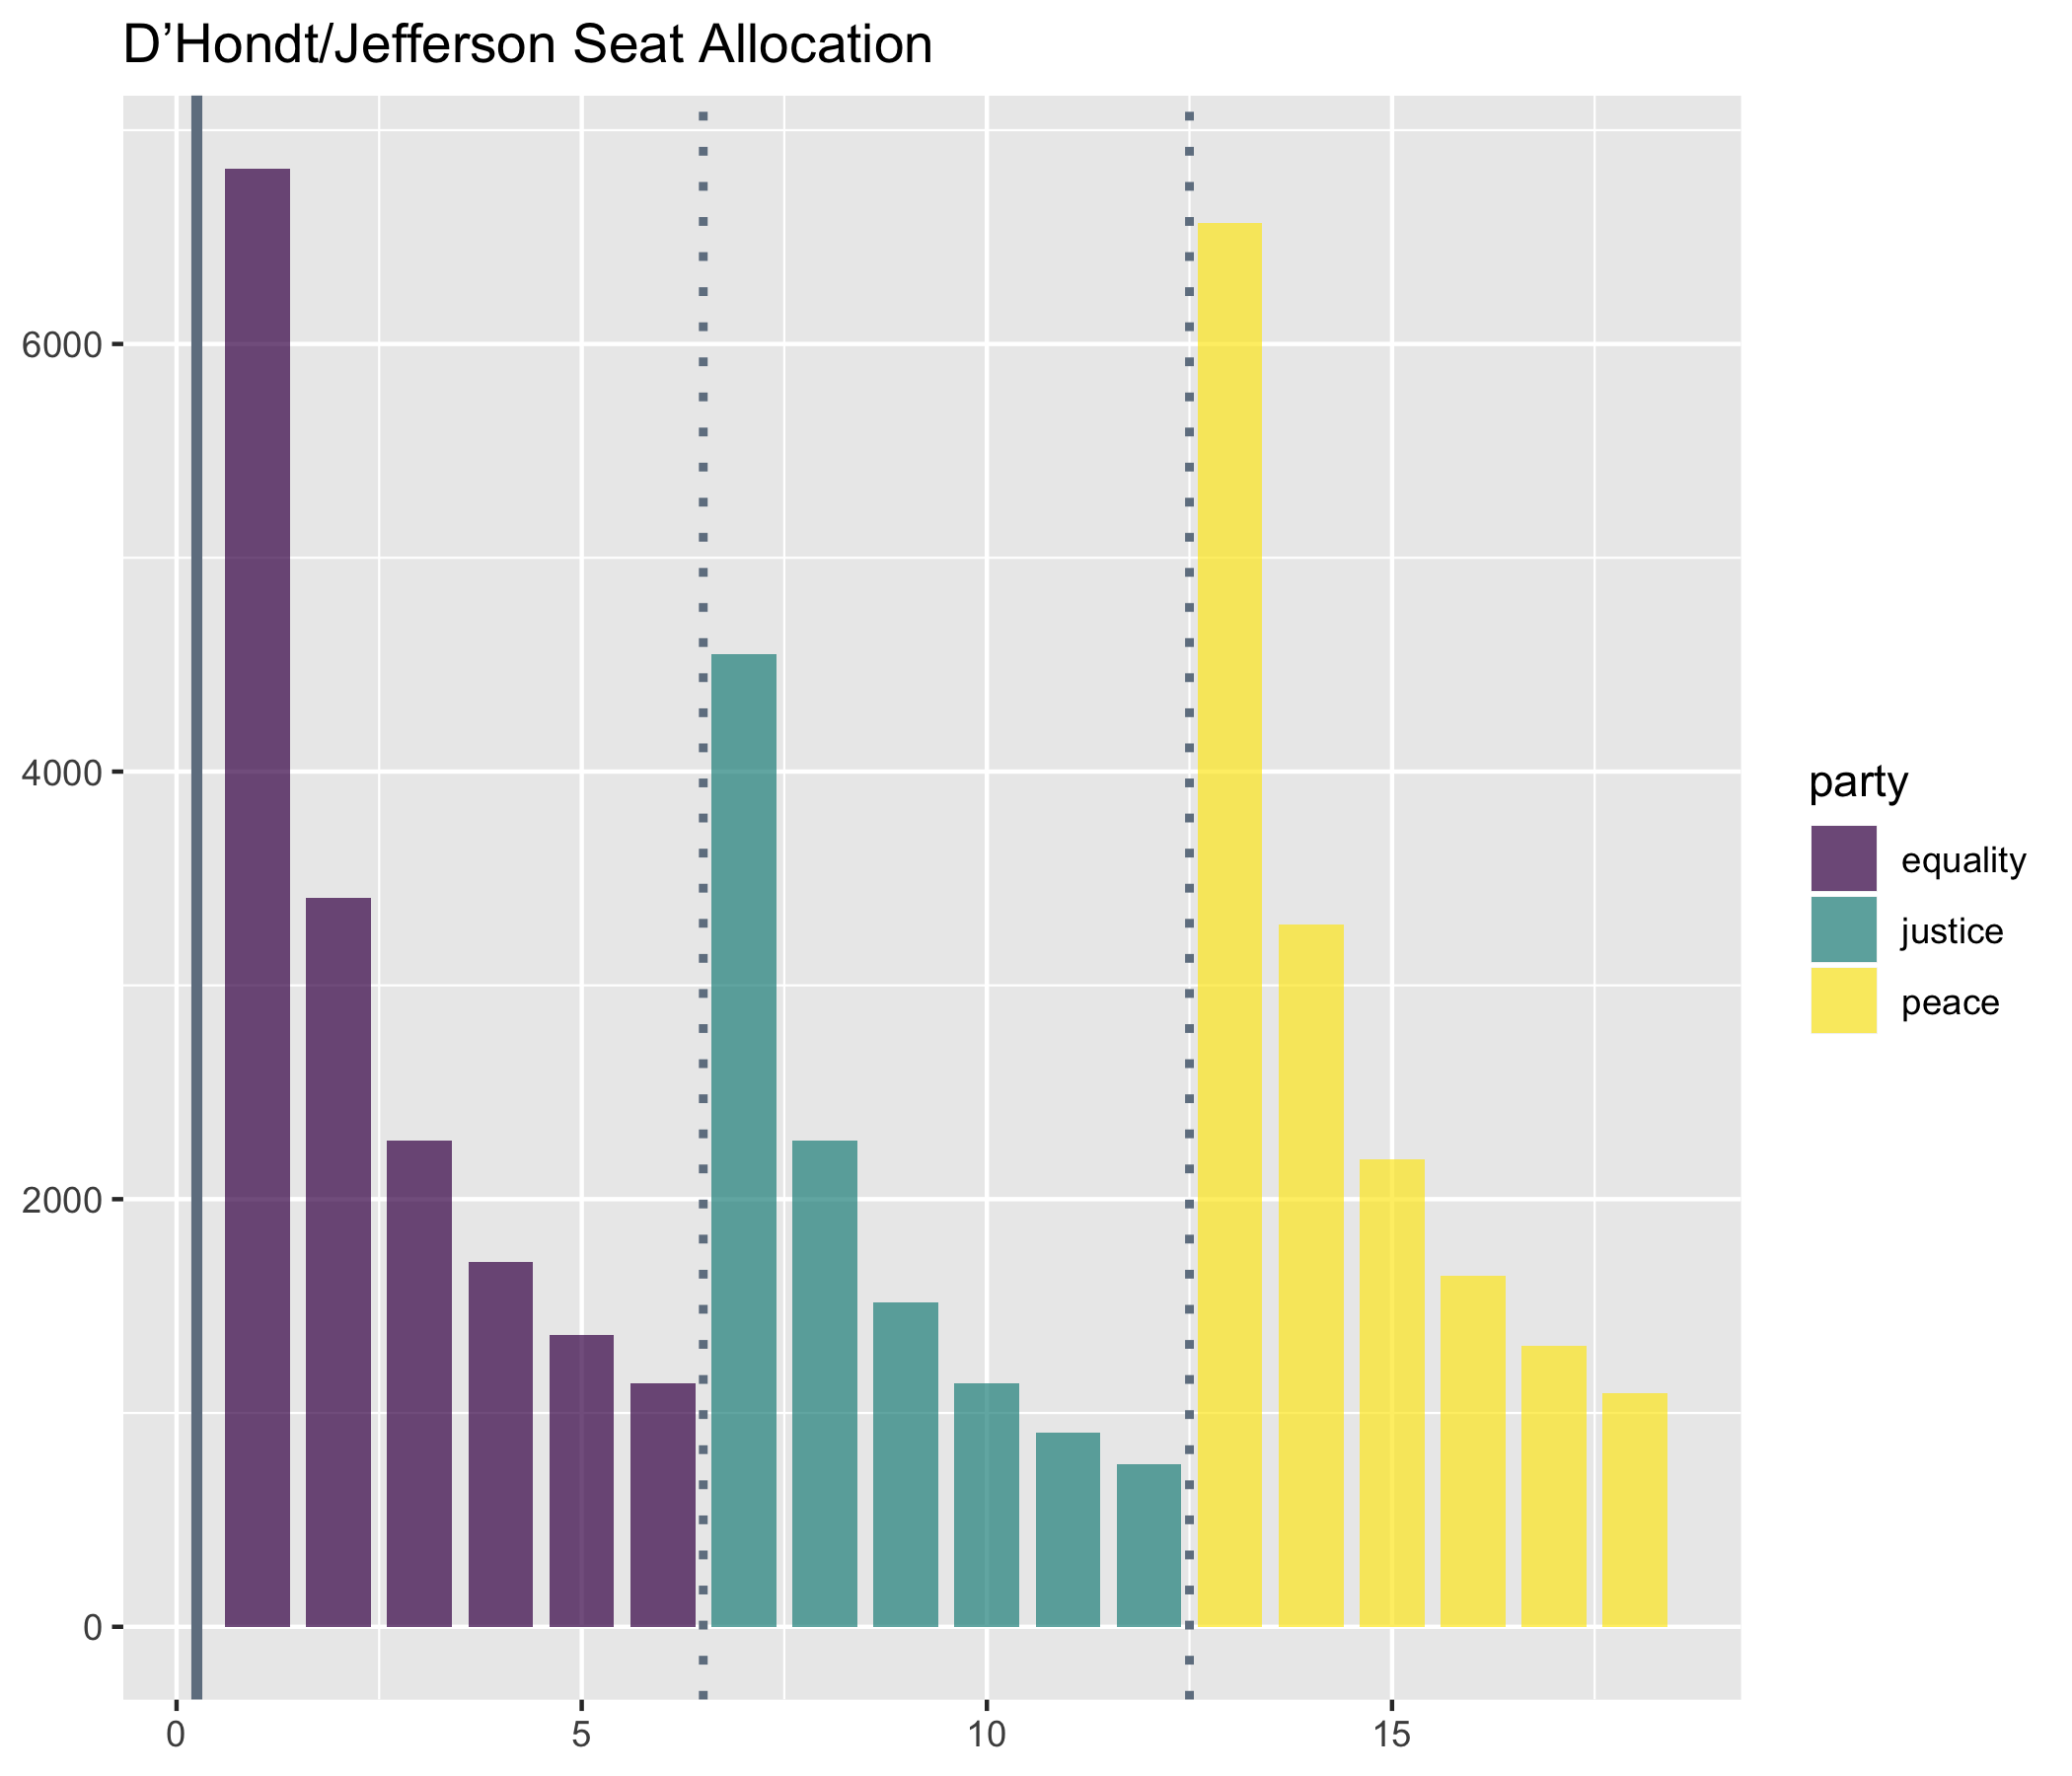 D’Hondt/Jefferson Seat Allocation
6000
4000
2000
0
0 5 10 15
party
equality
justice
peace